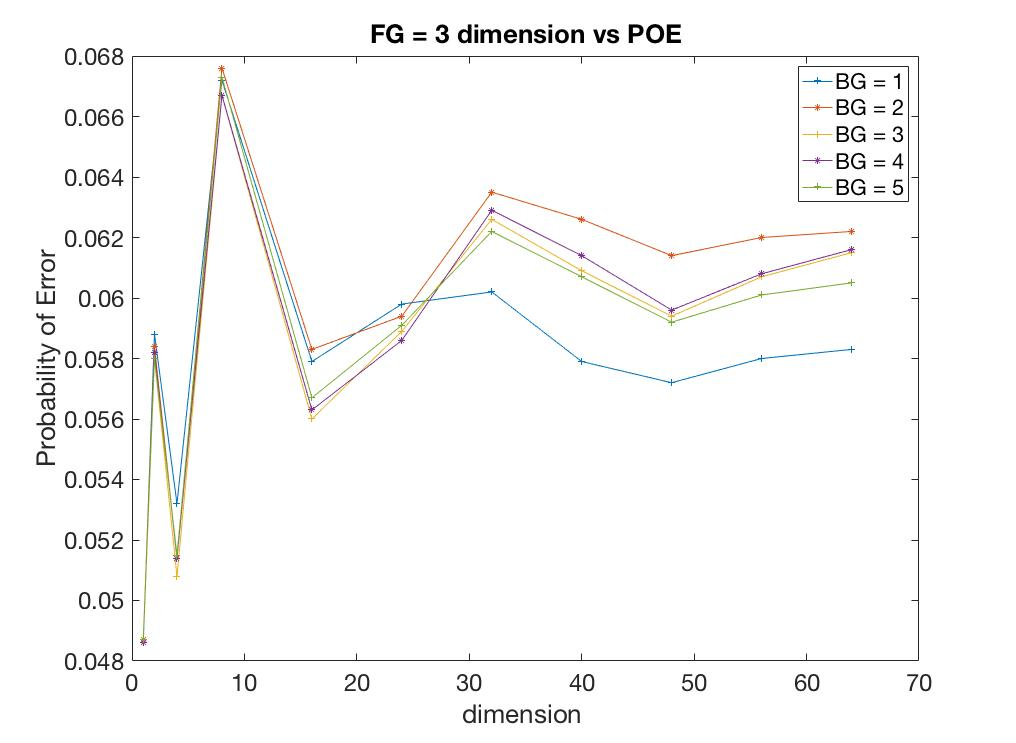 FG = 3 dimension vs POE
0.068
0.066
0.064
0.062
0.06
0.058
0.056
0.054
0.052
0.05
0.048
Probability of Error
0 10 20 30 40 50 60 70
dimension
BG = 1
BG = 2
BG = 3
BG = 4
BG = 5